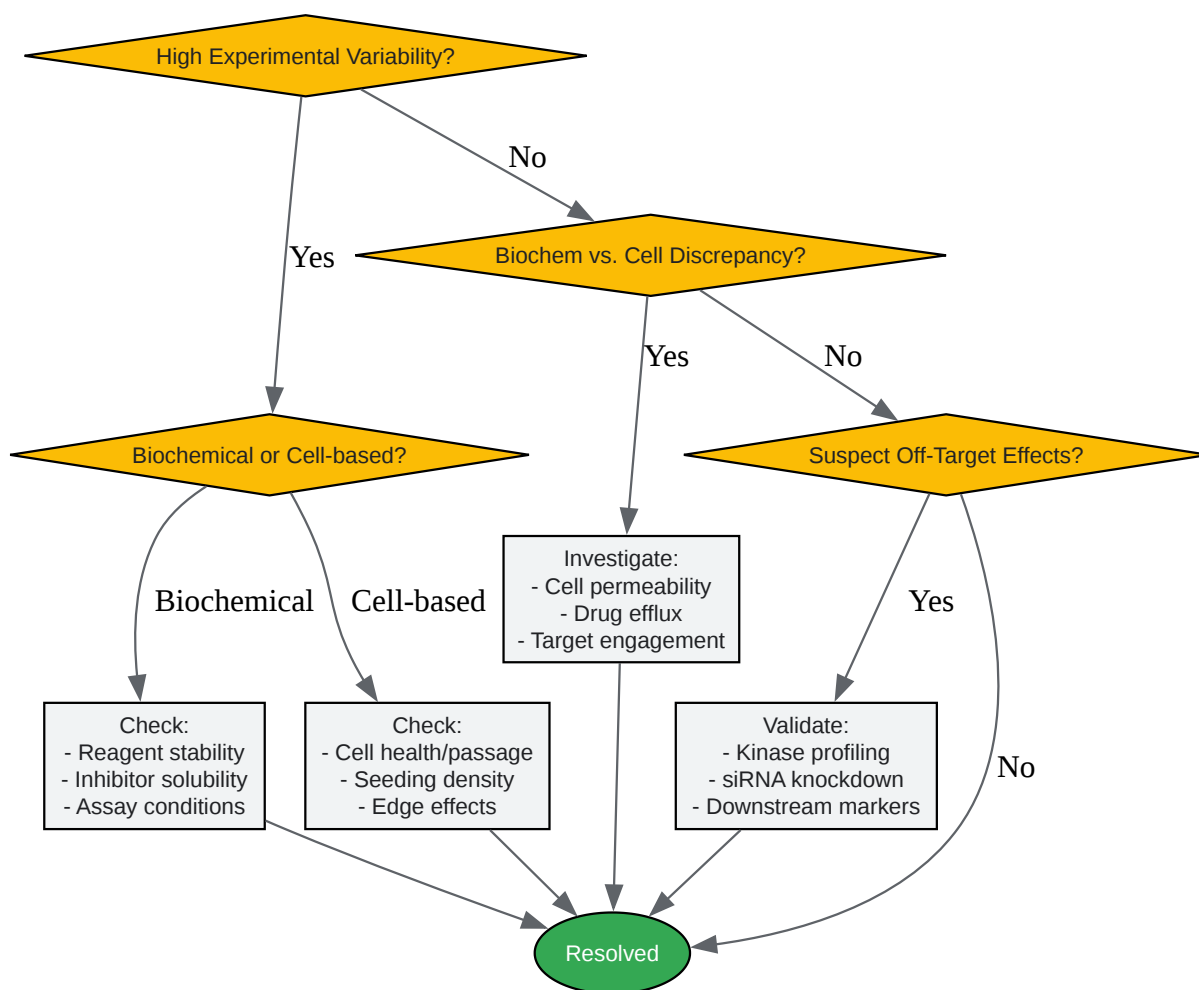 High Experimental Variability?
No
Biochem vs. Cell Discrepancy?
Yes
Yes
No
Biochemical or Cell-based?
Suspect Off-Target Effects?
Investigate:
- Cell permeability
- Drug efflux
- Target engagement
Biochemical
Cell-based
Yes
Check:
- Reagent stability
- Inhibitor solubility
- Assay conditions
Check:
- Cell health/passage
- Seeding density
- Edge effects
Validate:
- Kinase profiling
- siRNA knockdown
- Downstream markers
No
Resolved